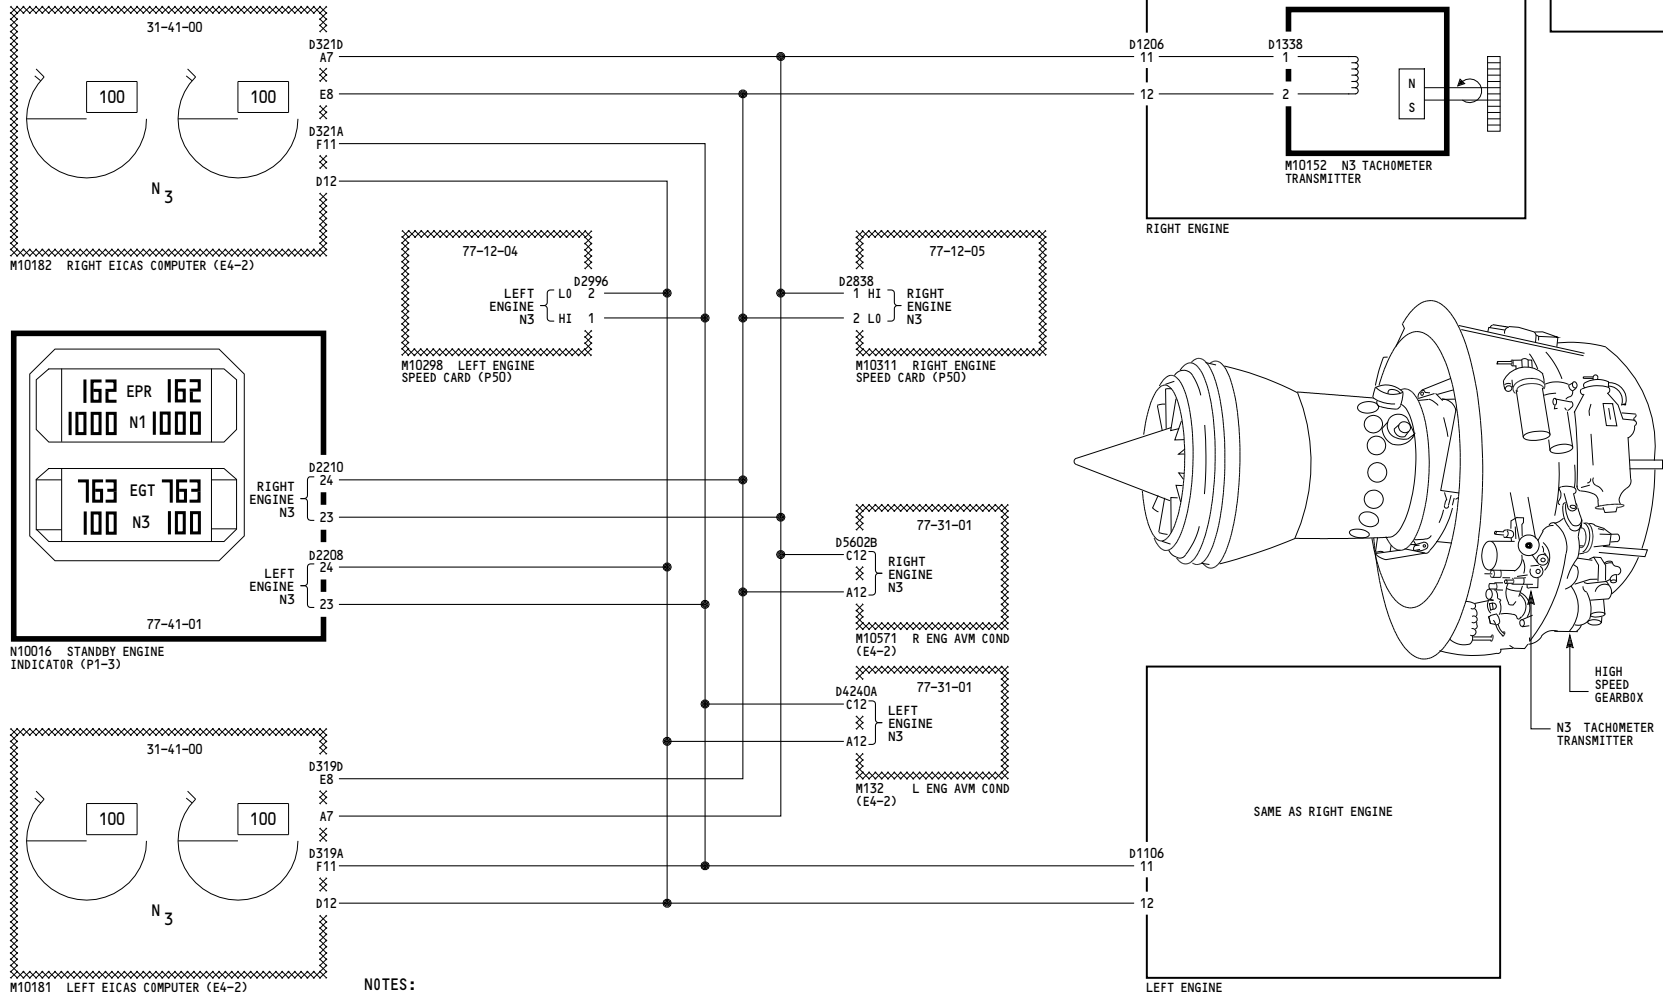 31-41-00
D321D
A7
E8
D321A
F11
D12
100 100
N3
M10182 RIGHT EICAS COMPUTER (E4-2)
D1206
11
12
D1338
1
2
N
S
M10152 N3 TACHOMETER
TRANSMITTER
RIGHT ENGINE
77-12-04
D2996
LEFT
ENGINE
N3
LO 2
HI 1
M10298 LEFT ENGINE
SPEED CARD (P50)
77-12-05
D2838
1 HI
2 LO
RIGHT
ENGINE
N3
M10311 RIGHT ENGINE
SPEED CARD (P50)
162 EPR 162
1000 N1 1000
763 EGT 763
100 N3 100
D2210
RIGHT
ENGINE
N3
24
23
D2208
LEFT
ENGINE
N3
24
23
77-41-01
N10016 STANDBY ENGINE
INDICATOR (P1-3)
77-31-01
D5602B
C12
A12
RIGHT
ENGINE
N3
M10571 R ENG AVM COND
(E4-2)
77-31-01
D4240A
C12
A12
LEFT
ENGINE
N3
M132 L ENG AVM COND
(E4-2)
HIGH
SPEED
GEARBOX
N3 TACHOMETER
TRANSMITTER
31-41-00
D319D
E8
A7
D319A
F11
D12
100 100
N3
M10181 LEFT EICAS COMPUTER (E4-2)
D1106
11
12
SAME AS RIGHT ENGINE
LEFT ENGINE
NOTES: